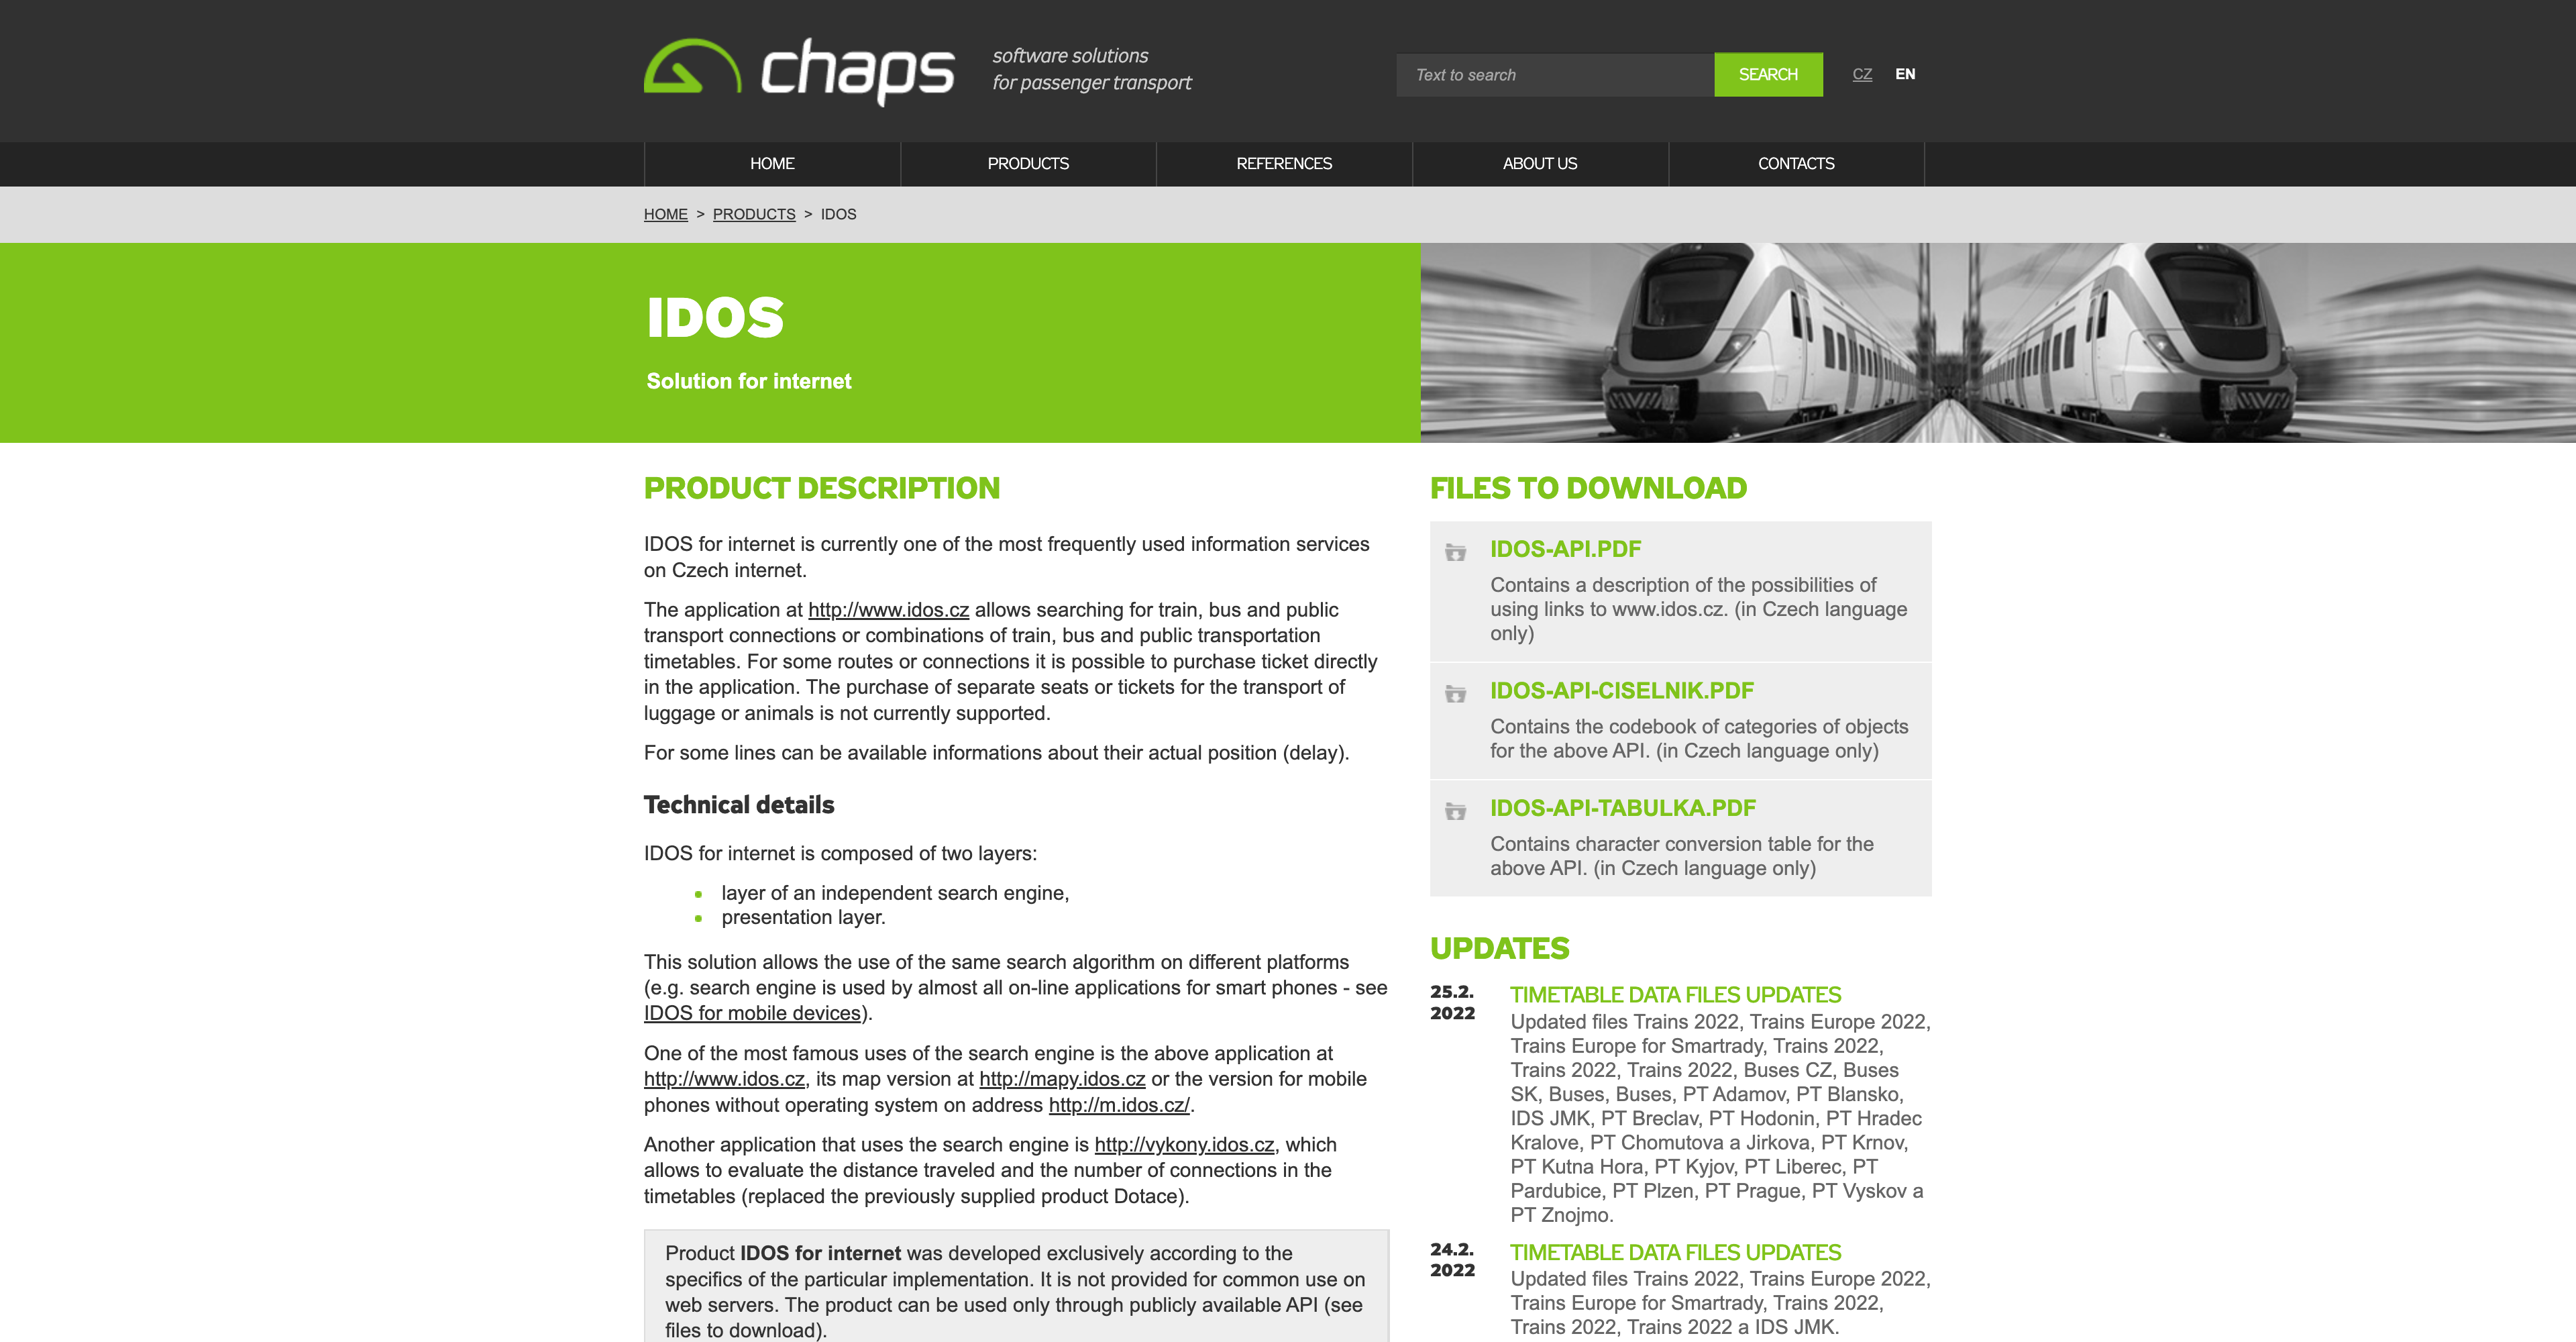 chaps
software solutions
for passenger transport
Text to search
SEARCH
CZ
EN
HOME
PRODUCTS
REFERENCES
ABOUT US
CONTACTS
HOME > PRODUCTS > IDOS
IDOS
Solution for internet
PRODUCT DESCRIPTION
IDOS for internet is currently one of the most frequently used information services
on Czech internet.
The application at http://www.idos.cz allows searching for train, bus and public
transport connections or combinations of train, bus and public transportation
timetables. For some routes or connections it is possible to purchase ticket directly
in the application. The purchase of separate seats or tickets for the transport of
luggage or animals is not currently supported.
For some lines can be available informations about their actual position (delay).
Technical details
IDOS for internet is composed of two layers:
• layer of an independent search engine,
• presentation layer.
This solution allows the use of the same search algorithm on different platforms
(e.g. search engine is used by almost all on-line applications for smart phones - see
IDOS for mobile devices).
One of the most famous uses of the search engine is the above application at
http://www.idos.cz, its map version at http://mapy.idos.cz or the version for mobile
phones without operating system on address http://m.idos.cz/.
Another application that uses the search engine is http://vykony.idos.cz, which
allows to evaluate the distance traveled and the number of connections in the
timetables (replaced the previously supplied product Dotace).
Product IDOS for internet was developed exclusively according to the
specifics of the particular implementation. It is not provided for common use on
web servers. The product can be used only through publicly available API (see
files to download).
FILES TO DOWNLOAD
IDOS-API.PDF
Contains a description of the possibilities of
using links to www.idos.cz. (in Czech language
only)
IDOS-API-CISELNIK.PDF
Contains the codebook of categories of objects
for the above API. (in Czech language only)
IDOS-API-TABULKA.PDF
Contains character conversion table for the
above API. (in Czech language only)
UPDATES
25.2.
2022
TIMETABLE DATA FILES UPDATES
Updated files Trains 2022, Trains Europe 2022,
Trains Europe for Smartrady, Trains 2022,
Trains 2022, Trains 2022, Buses CZ, Buses
SK, Buses, Buses, PT Adamov, PT Blansko,
IDS JMK, PT Breclav, PT Hodonin, PT Hradec
Kralove, PT Chomutova a Jirkova, PT Krnov,
PT Kutna Hora, PT Kyjov, PT Liberec, PT
Pardubice, PT Plzen, PT Prague, PT Vyskov a
PT Znojmo.
24.2.
2022
TIMETABLE DATA FILES UPDATES
Updated files Trains 2022, Trains Europe 2022,
Trains Europe for Smartrady, Trains 2022,
Trains 2022, Trains 2022 a IDS JMK.